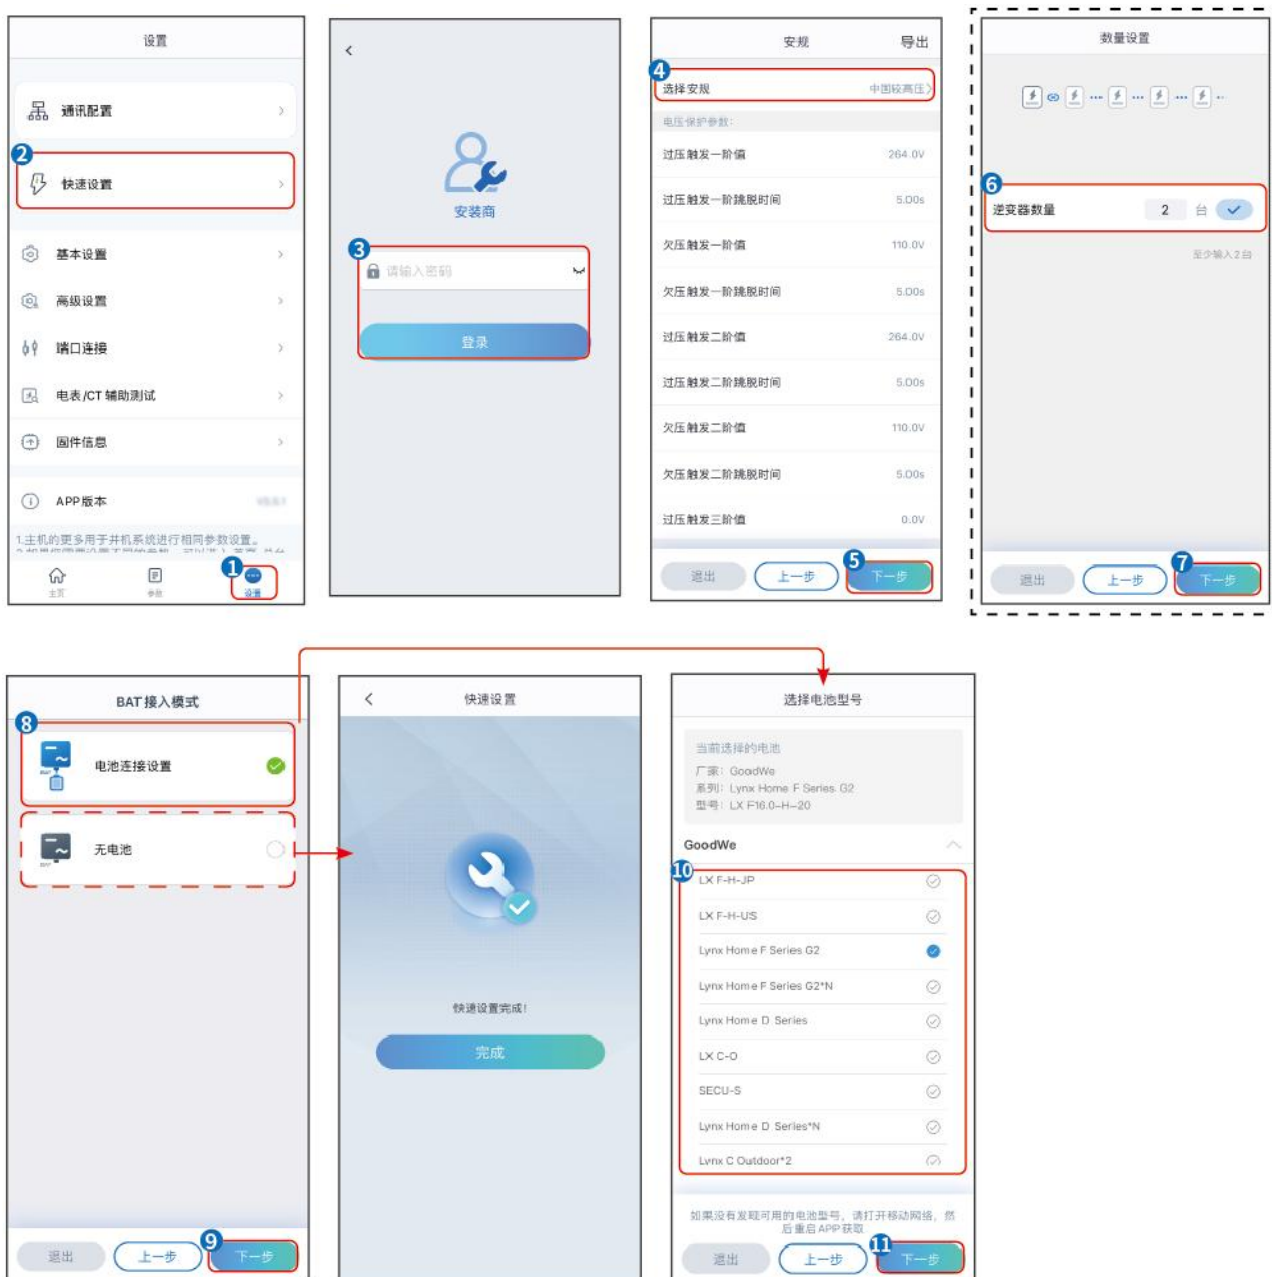 设置
通讯配置
2
快速设置
基本设置
高级设置
端口连接
电表/CT 辅助测试
固件信息
APP版本
1.主机的更多用于并机系统进行相同参数设置。
主页
参数
1
设置
安装商
3
请输入密码
登录
安规
导出
4
选择安规
中国较高压
电压保护参数:
过压触发一阶值
264.0V
过压触发一阶跳脱时间
5.00s
欠压触发一阶值
110.0V
欠压触发一阶跳脱时间
5.00s
过压触发二阶值
264.0V
过压触发二阶跳脱时间
5.00s
欠压触发二阶值
110.0V
欠压触发二阶跳脱时间
5.00s
过压触发三阶值
0.0V
退出
上一步
5
下一步
数量设置
6
逆变器数量
2
台
至少输入2台
退出
上一步
7
下一步
BAT接入模式
8
电池连接设置
无电池
退出
上一步
9
下一步
快速设置
快速设置完成!
完成
选择电池型号
当前选择的电池
厂家: GoodWe
系列: Lynx Home F Series G2
型号: LX F16.0-H-20
GoodWe
10
LX F-H-JP
LX F-H-US
Lynx Home F Series G2
Lynx Home F Series G2*N
Lynx Home D Series
LX C-O
SECU-S
Lynx Home D Series*N
Lynx C Outdoor*2
如果没有发现可用的电池型号, 请打开移动网络, 然
后重启APP获取
退出
上一步
11
下一步